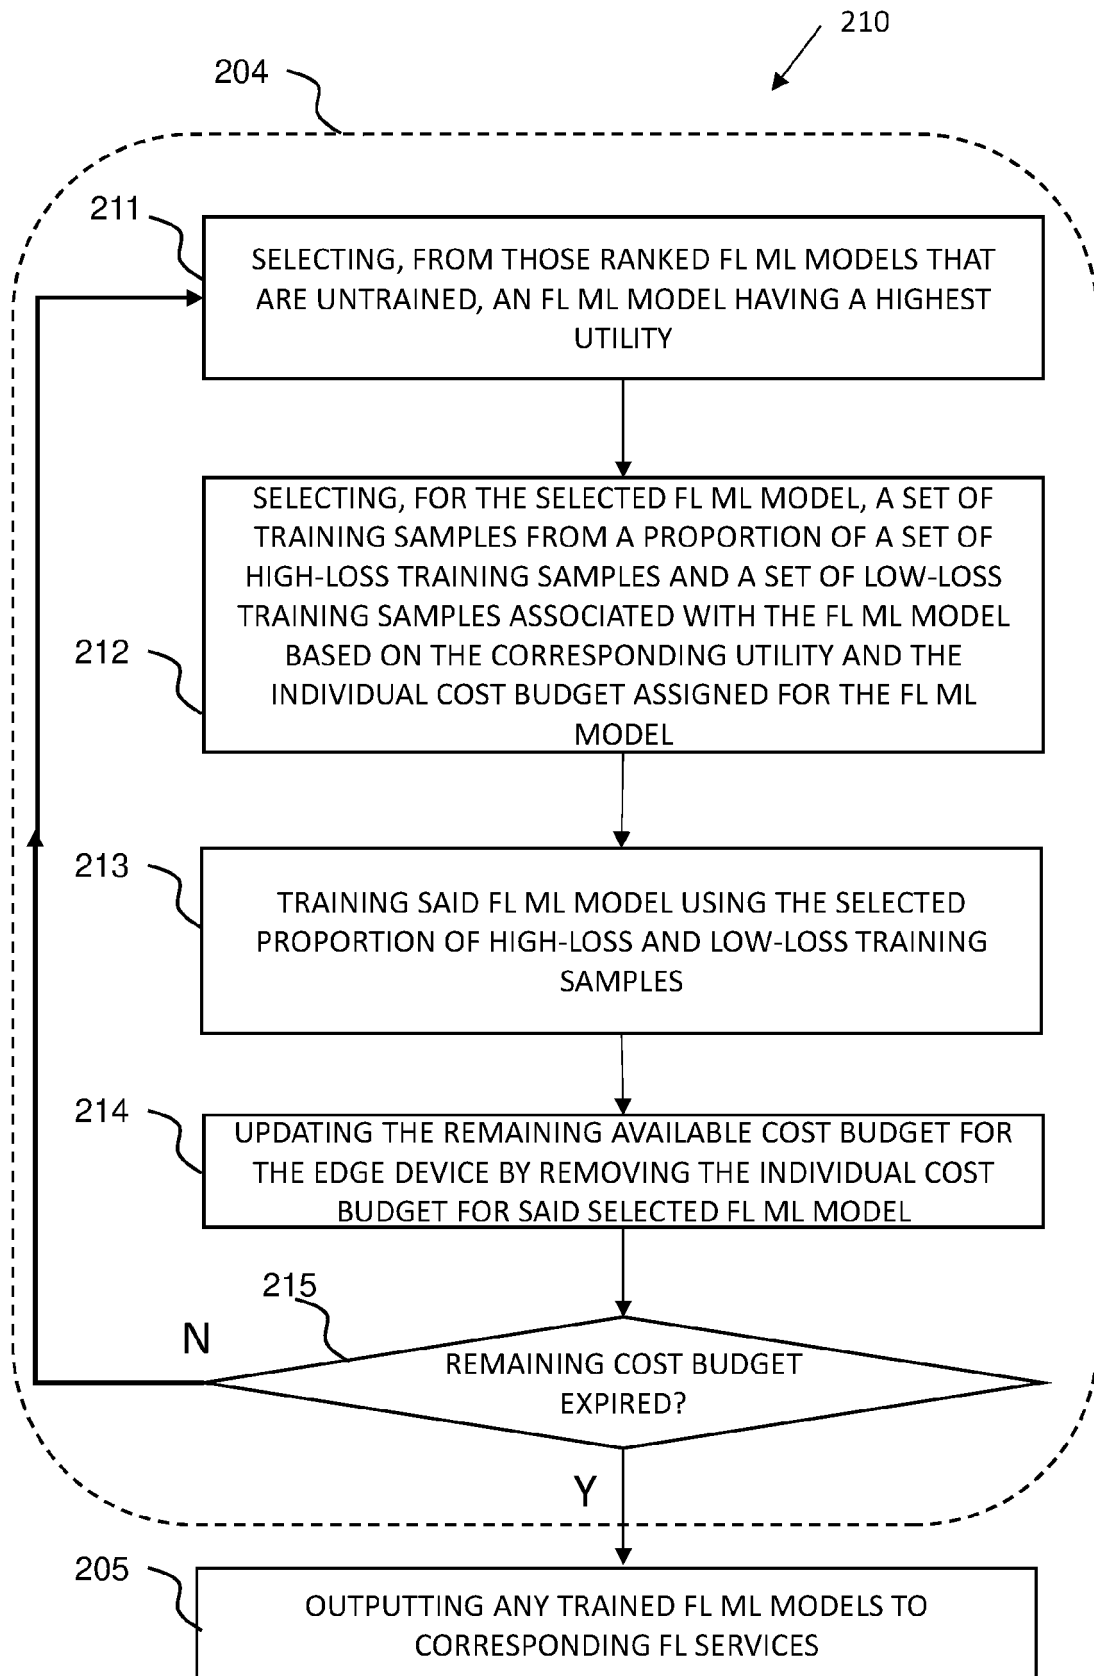 210
204
211
SELECTING, FROM THOSE RANKED FL ML MODELS THAT
ARE UNTRAINED, AN FL ML MODEL HAVING A HIGHEST
UTILITY
212
SELECTING, FOR THE SELECTED FL ML MODEL, A SET OF
TRAINING SAMPLES FROM A PROPORTION OF A SET OF
HIGH-LOSS TRAINING SAMPLES AND A SET OF LOW-LOSS
TRAINING SAMPLES ASSOCIATED WITH THE FL ML MODEL
BASED ON THE CORRESPONDING UTILITY AND THE
INDIVIDUAL COST BUDGET ASSIGNED FOR THE FL ML
MODEL
213
TRAINING SAID FL ML MODEL USING THE SELECTED
PROPORTION OF HIGH-LOSS AND LOW-LOSS TRAINING
SAMPLES
214
UPDATING THE REMAINING AVAILABLE COST BUDGET FOR
THE EDGE DEVICE BY REMOVING THE INDIVIDUAL COST
BUDGET FOR SAID SELECTED FL ML MODEL
215
N
REMAINING COST BUDGET
EXPIRED?
Y
205
OUTPUTTING ANY TRAINED FL ML MODELS TO
CORRESPONDING FL SERVICES